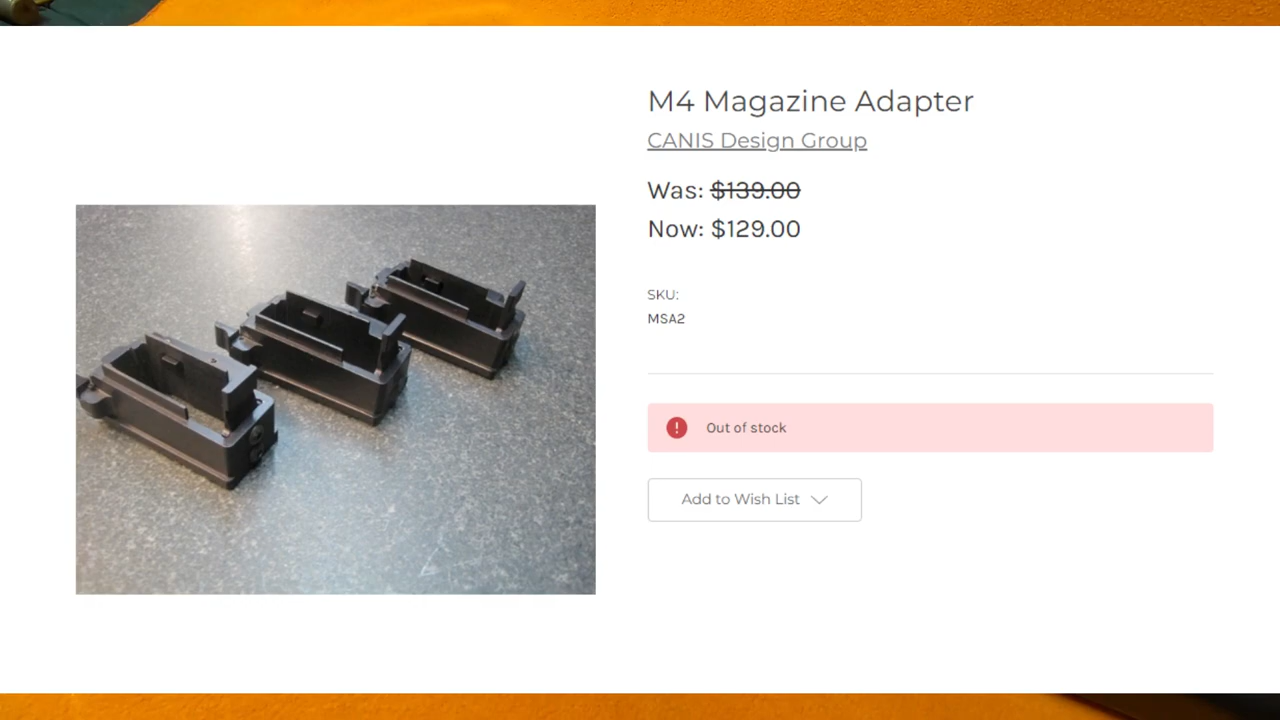 M4 Magazine Adapter
CANIS Design Group
Was: $139.00
Now: $129.00
SKU:
MSA2
Out of stock
Add to Wish List